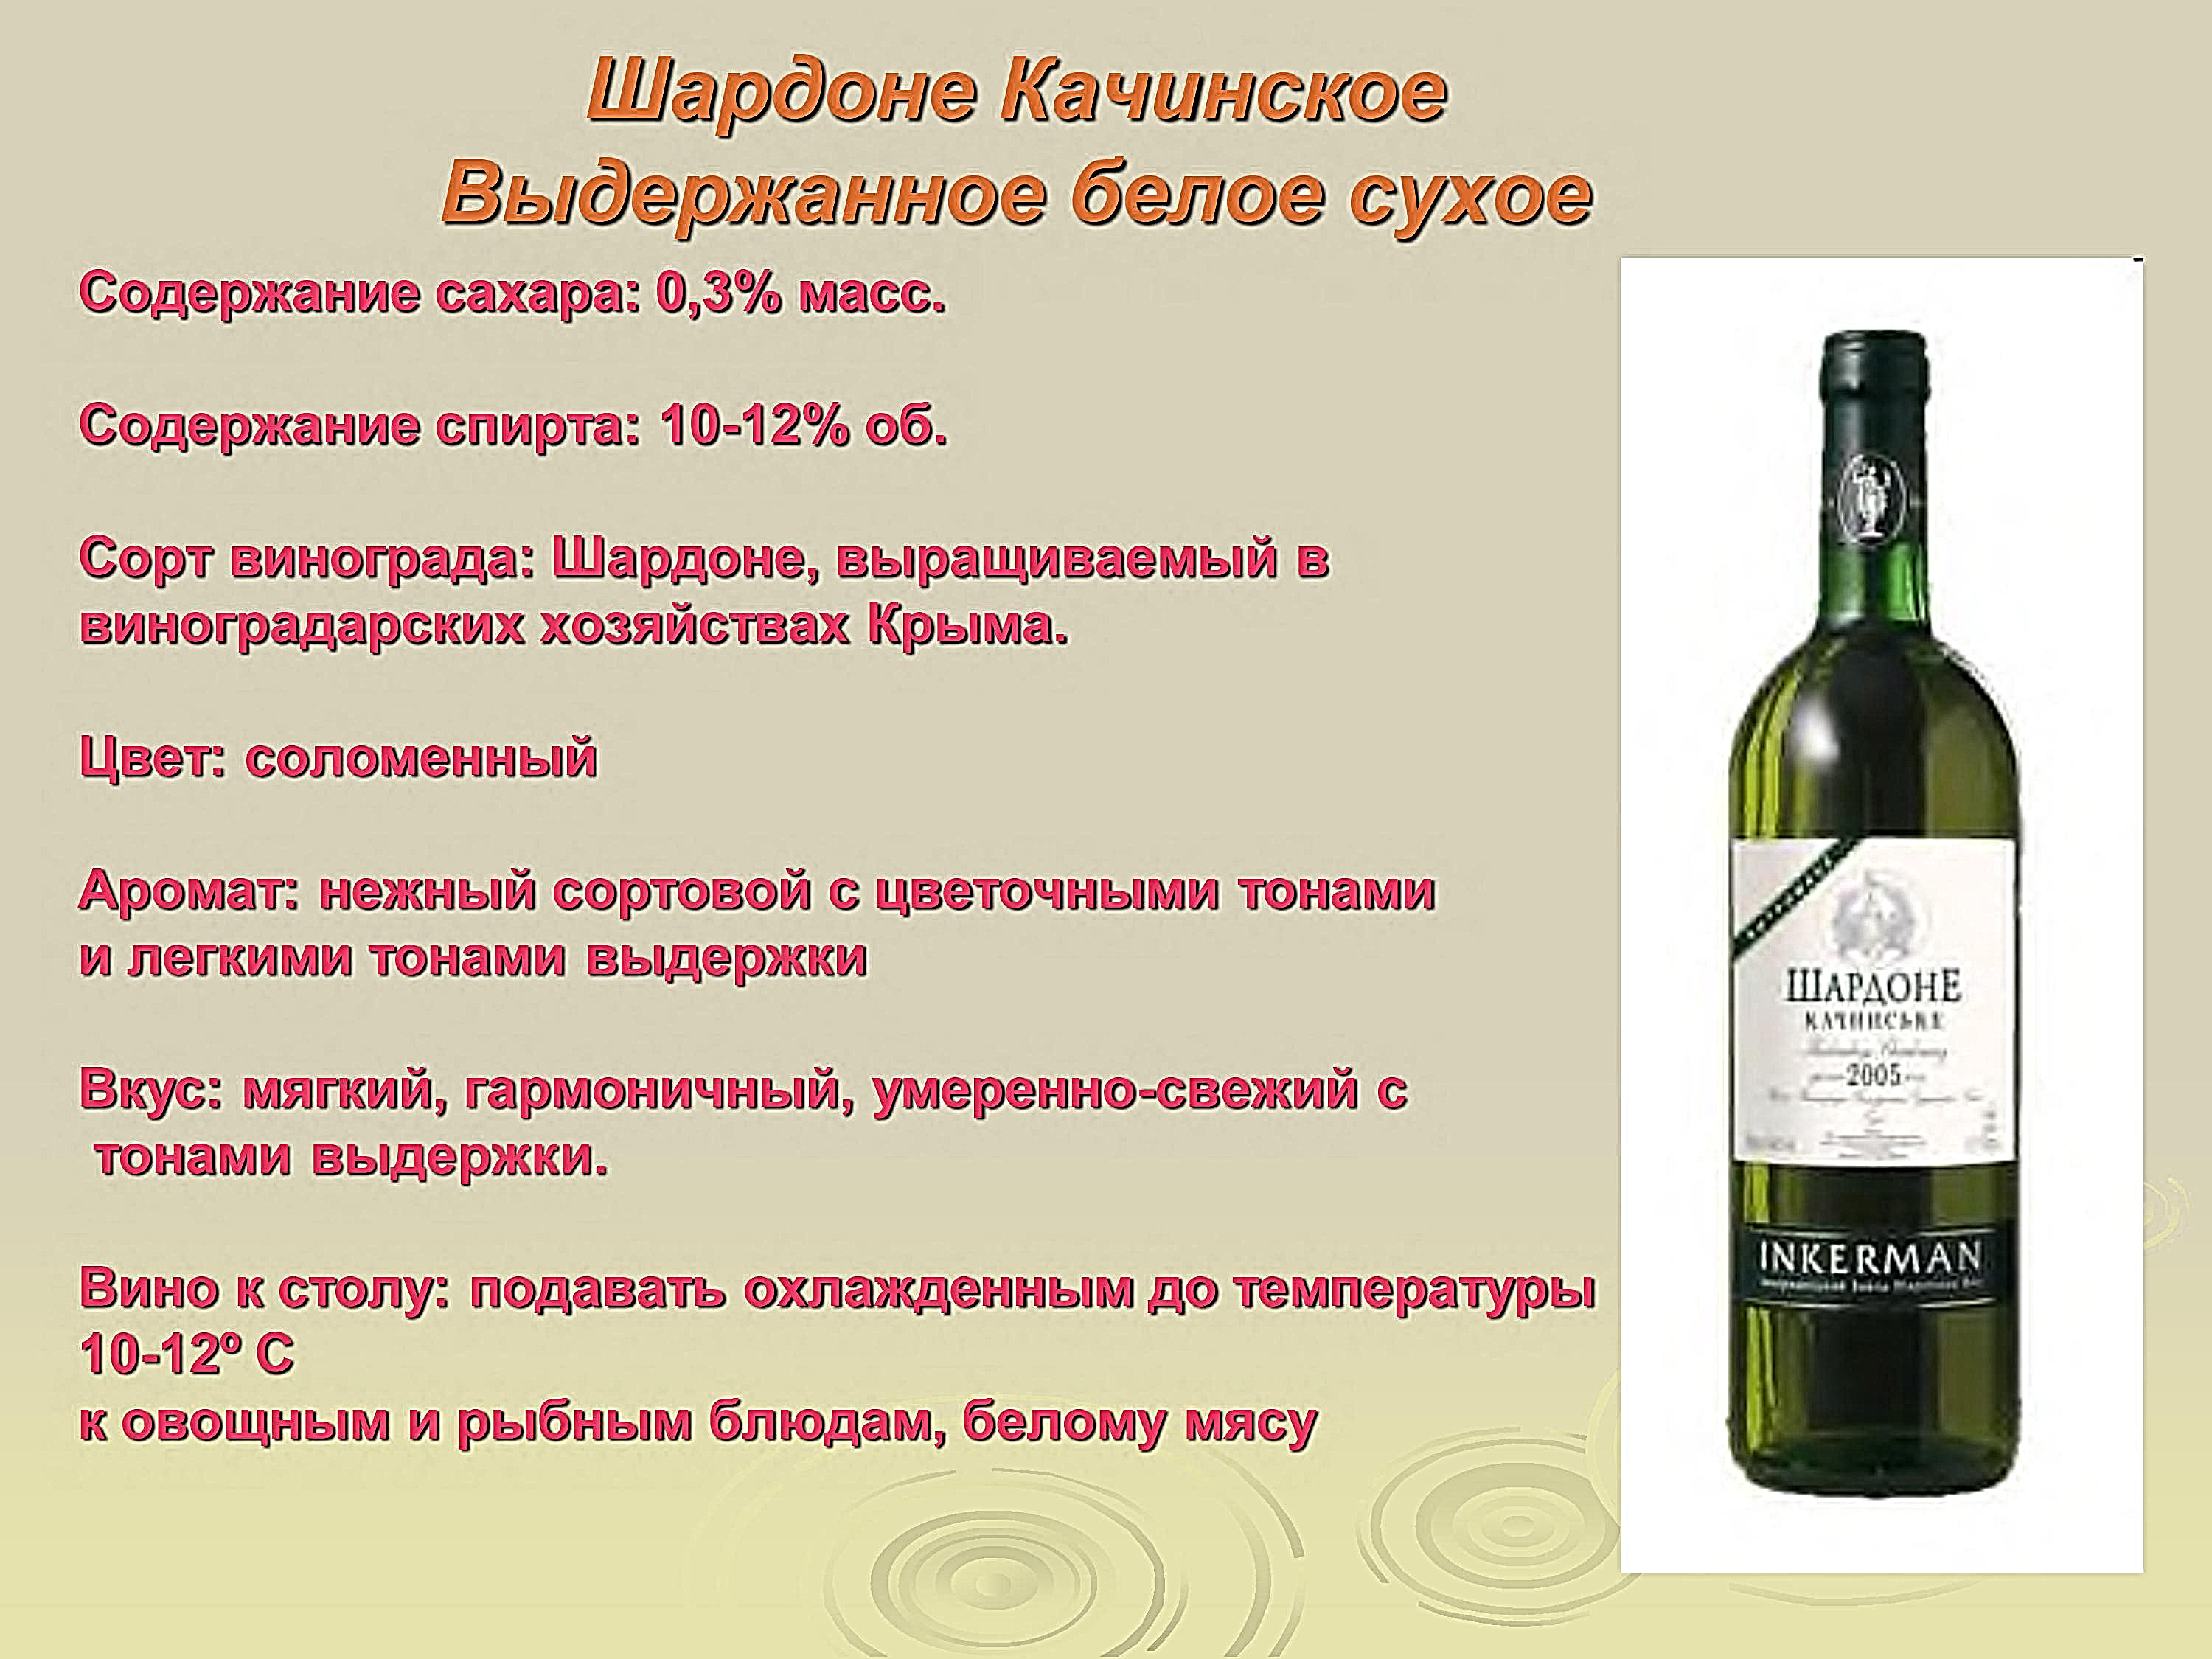 Шардоне Качинское
Выдержанное белое сухое
Содержание сахара: 0,3% масс.
Содержание спирта: 10-12% об.
Сорт винограда: Шардоне, выращиваемый в
виноградарских хозяйствах Крыма.
Цвет: соломенный
Аромат: нежный сортовой с цветочными тонами
и легкими тонами выдержки
Вкус: мягкий, гармоничный, умеренно-свежий с
тонами выдержки.
Вино к столу: подавать охлажденным до температуры
10-12º С
к овощным и рыбным блюдам, белому мясу
ШАРДОНЕ
КАЧИНСЬКЕ
2005
INKERMAN